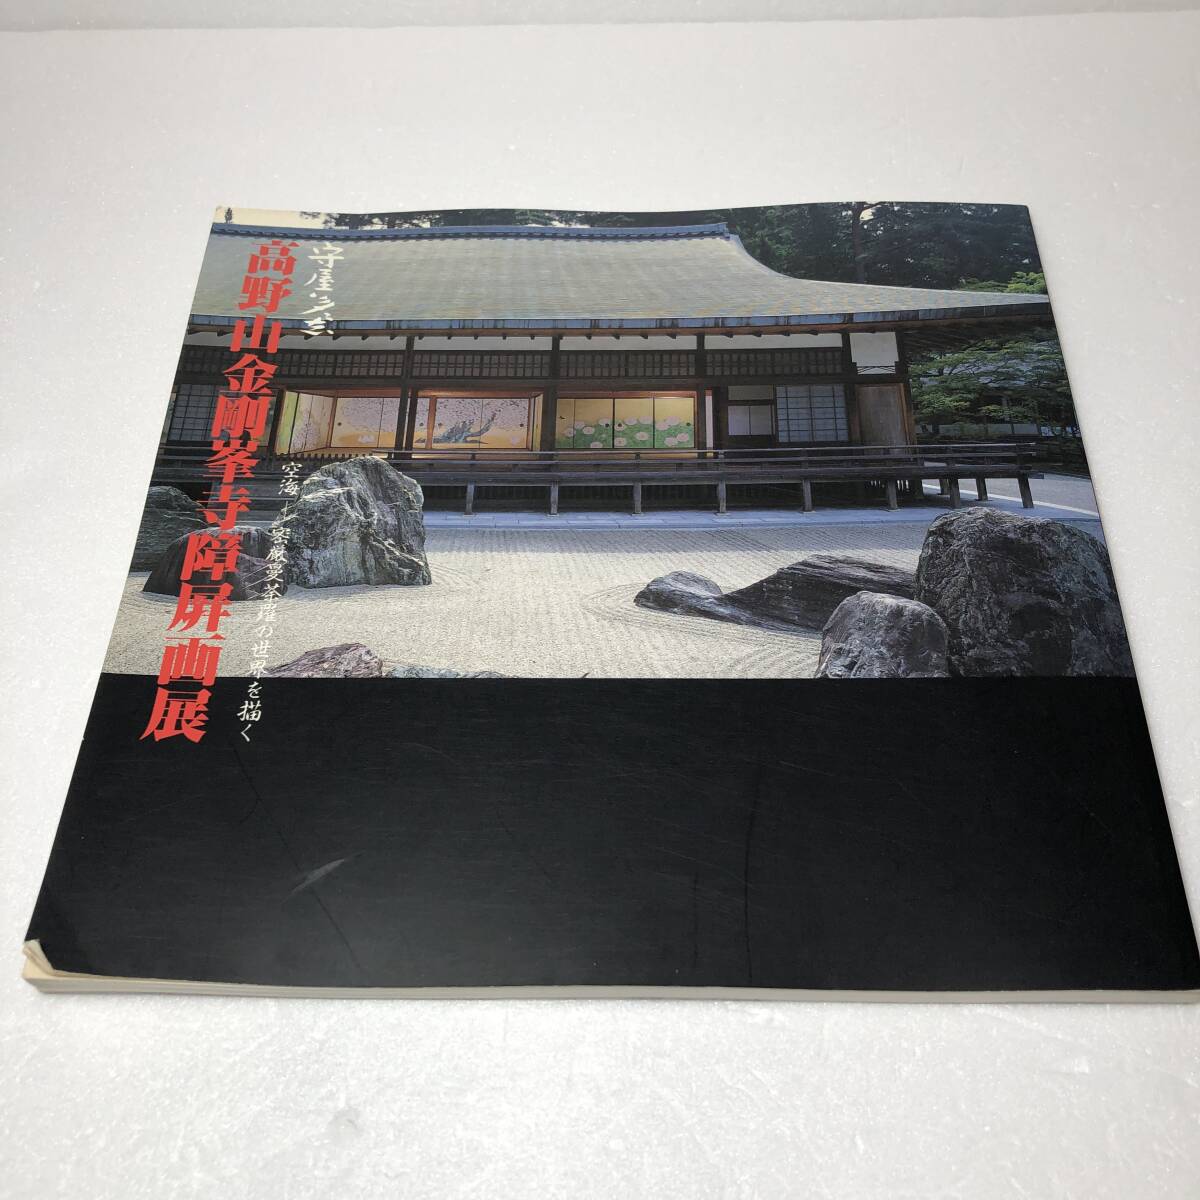 守屋多々志
高野山金剛峯寺障屏画展
空海と密厳曼荼羅の世界を描く